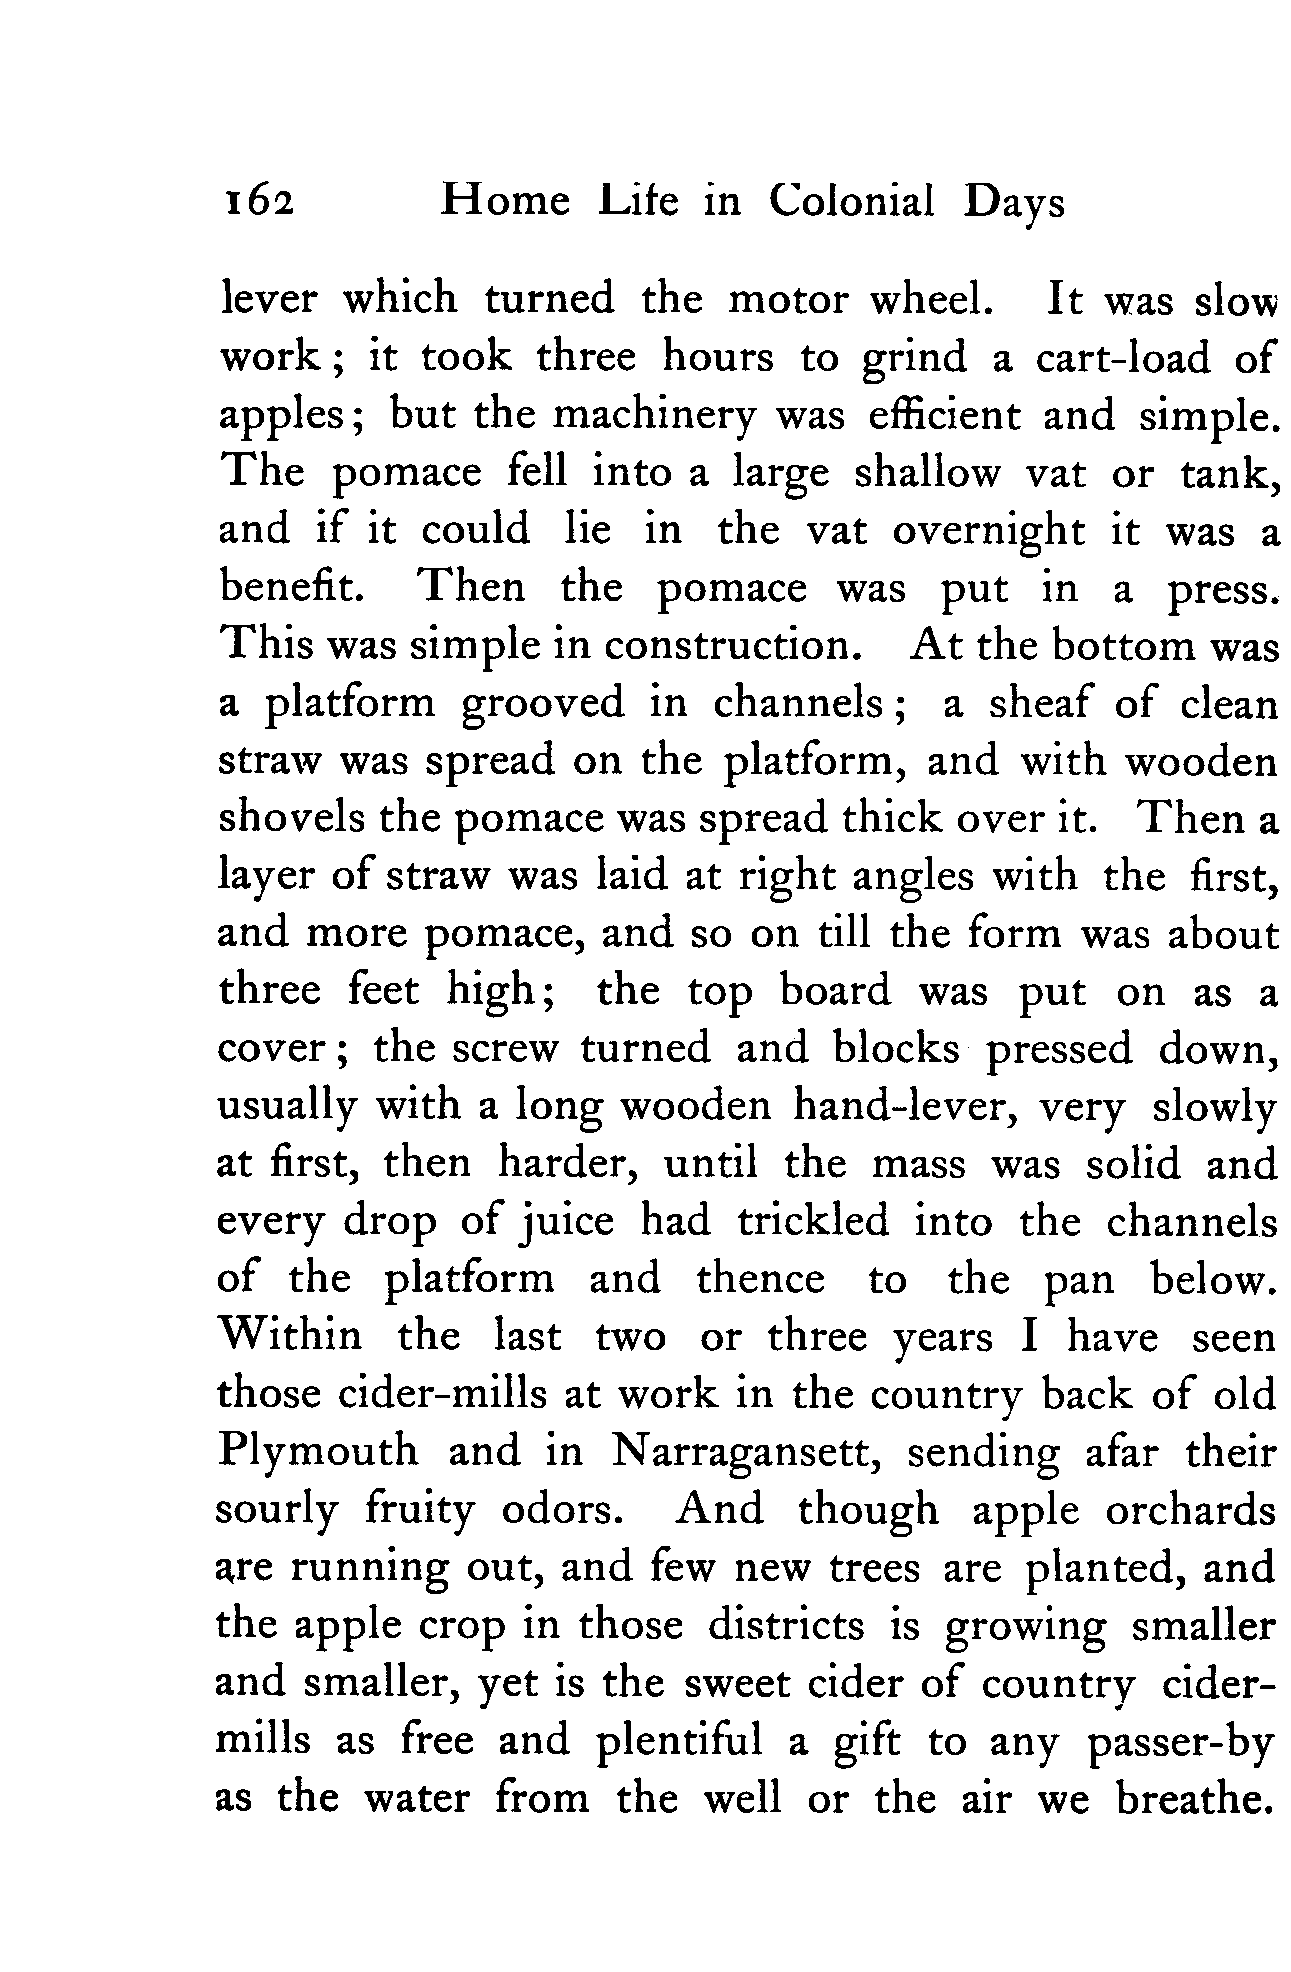 162 Home Life in Colonial Days
lever which turned the motor wheel. It was slow
work ; it took three hours to grind a cart-load of
apples ; but the machinery was efficient and simple.
The pomace fell into a large shallow vat or tank,
and if it could lie in the vat overnight it was a
benefit. Then the pomace was put in a press.
This was simple in construction. At the bottom was
a platform grooved in channels ; a sheaf of clean
straw was spread on the platform, and with wooden
shovels the pomace was spread thick over it. Then a
layer of straw was laid at right angles with the first,
and more pomace, and so on till the form was about
three feet high ; the top board was put on as a
cover ; the screw turned and blocks pressed down,
usually with a long wooden hand-lever, very slowly
at first, then harder, until the mass was solid and
every drop of juice had trickled into the channels
of the platform and thence to the pan below.
Within the last two or three years I have seen
those cider-mills at work in the country back of old
Plymouth and in Narragansett, sending afar their
sourly fruity odors. And though apple orchards
are running out, and few new trees are planted, and
the apple crop in those districts is growing smaller
and smaller, yet is the sweet cider of country cider-
mills as free and plentiful a gift to any passer-by
as the water from the well or the air we breathe.